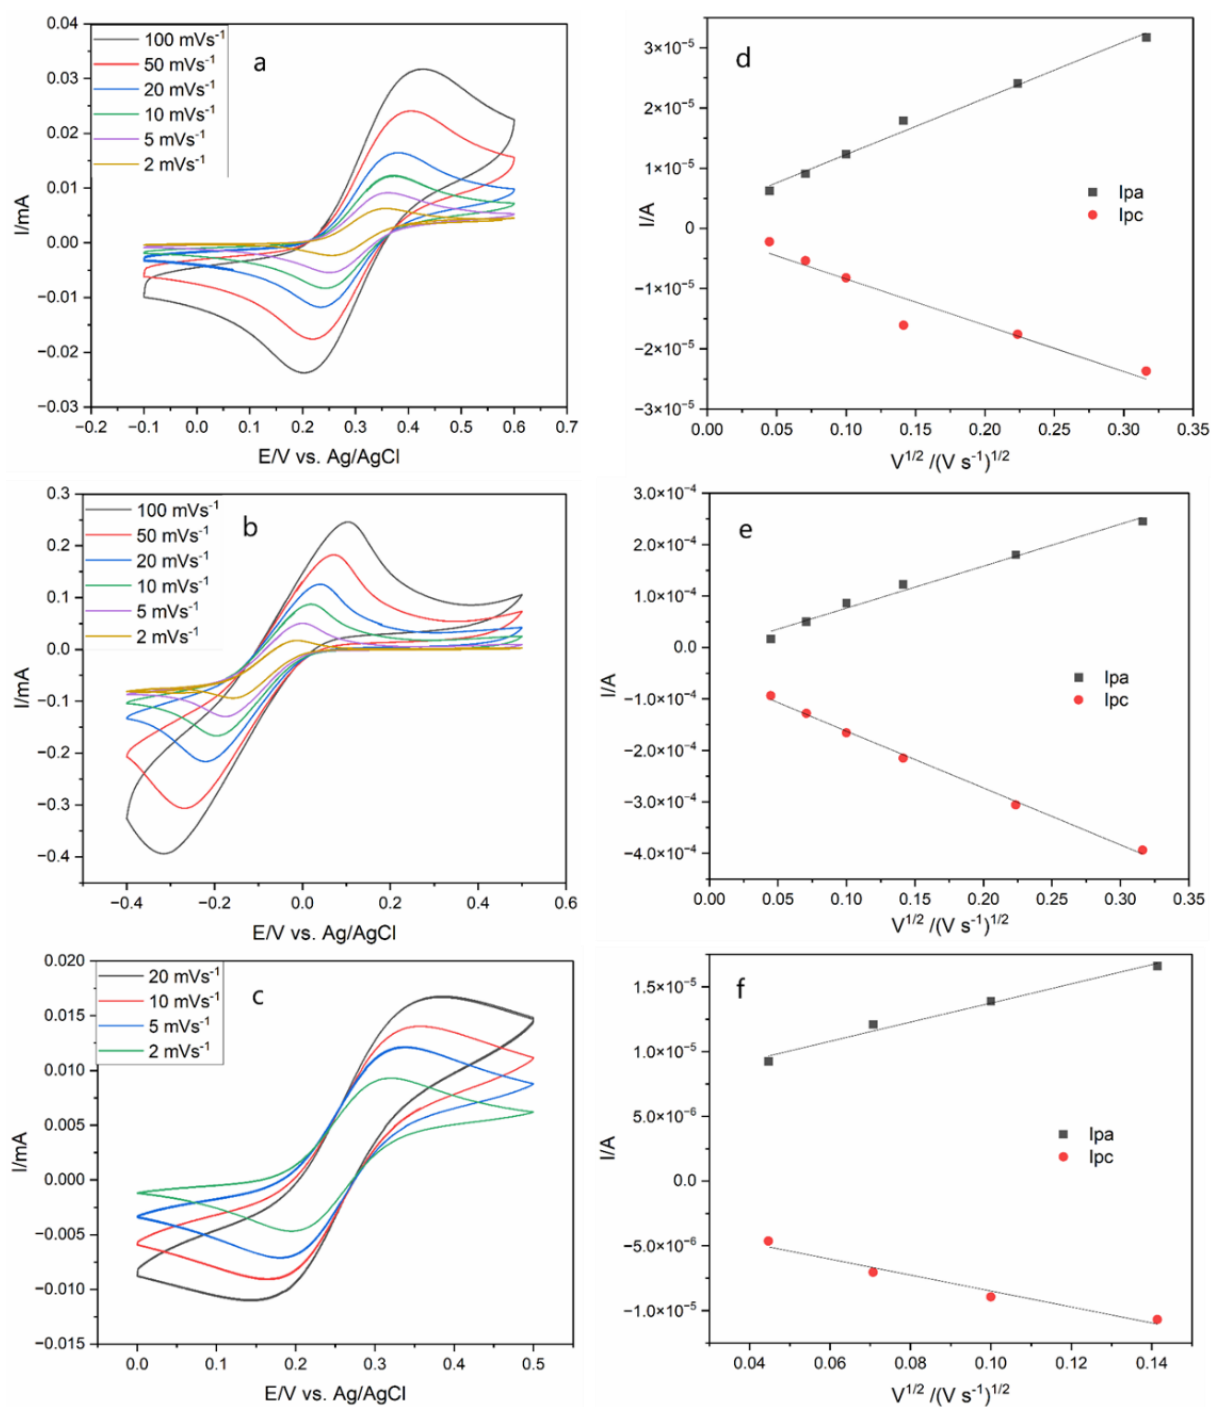 0.04
0.03
0.02
0.01
0.00
−0.01
−0.02
−0.03
I/mA
100 mVs⁻¹
50 mVs⁻¹
20 mVs⁻¹
10 mVs⁻¹
5 mVs⁻¹
2 mVs⁻¹
a
−0.2 −0.1 0.0 0.1 0.2 0.3 0.4 0.5 0.6 0.7
E/V vs. Ag/AgCl
3×10⁻⁵
2×10⁻⁵
1×10⁻⁵
0
−1×10⁻⁵
−2×10⁻⁵
−3×10⁻⁵
I/A
d
Ipa
Ipc
0.00 0.05 0.10 0.15 0.20 0.25 0.30 0.35
V¹ᐟ² /(V s⁻¹)¹ᐟ²
0.3
0.2
0.1
0.0
−0.1
−0.2
−0.3
−0.4
I/mA
100 mVs⁻¹
50 mVs⁻¹
20 mVs⁻¹
10 mVs⁻¹
5 mVs⁻¹
2 mVs⁻¹
b
−0.4 −0.2 0.0 0.2 0.4 0.6
E/V vs. Ag/AgCl
3.0×10⁻⁴
2.0×10⁻⁴
1.0×10⁻⁴
0.0
−1.0×10⁻⁴
−2.0×10⁻⁴
−3.0×10⁻⁴
−4.0×10⁻⁴
I/A
e
Ipa
Ipc
0.00 0.05 0.10 0.15 0.20 0.25 0.30 0.35
V¹ᐟ² /(V s⁻¹)¹ᐟ²
0.020
0.015
0.010
0.005
0.000
−0.005
−0.010
−0.015
I/mA
20 mVs⁻¹
10 mVs⁻¹
5 mVs⁻¹
2 mVs⁻¹
c
0.0 0.1 0.2 0.3 0.4 0.5
E/V vs. Ag/AgCl
1.5×10⁻⁵
1.0×10⁻⁵
5.0×10⁻⁶
0.0
−5.0×10⁻⁶
−1.0×10⁻⁵
I/A
f
Ipa
Ipc
0.04 0.06 0.08 0.10 0.12 0.14
V¹ᐟ² /(V s⁻¹)¹ᐟ²